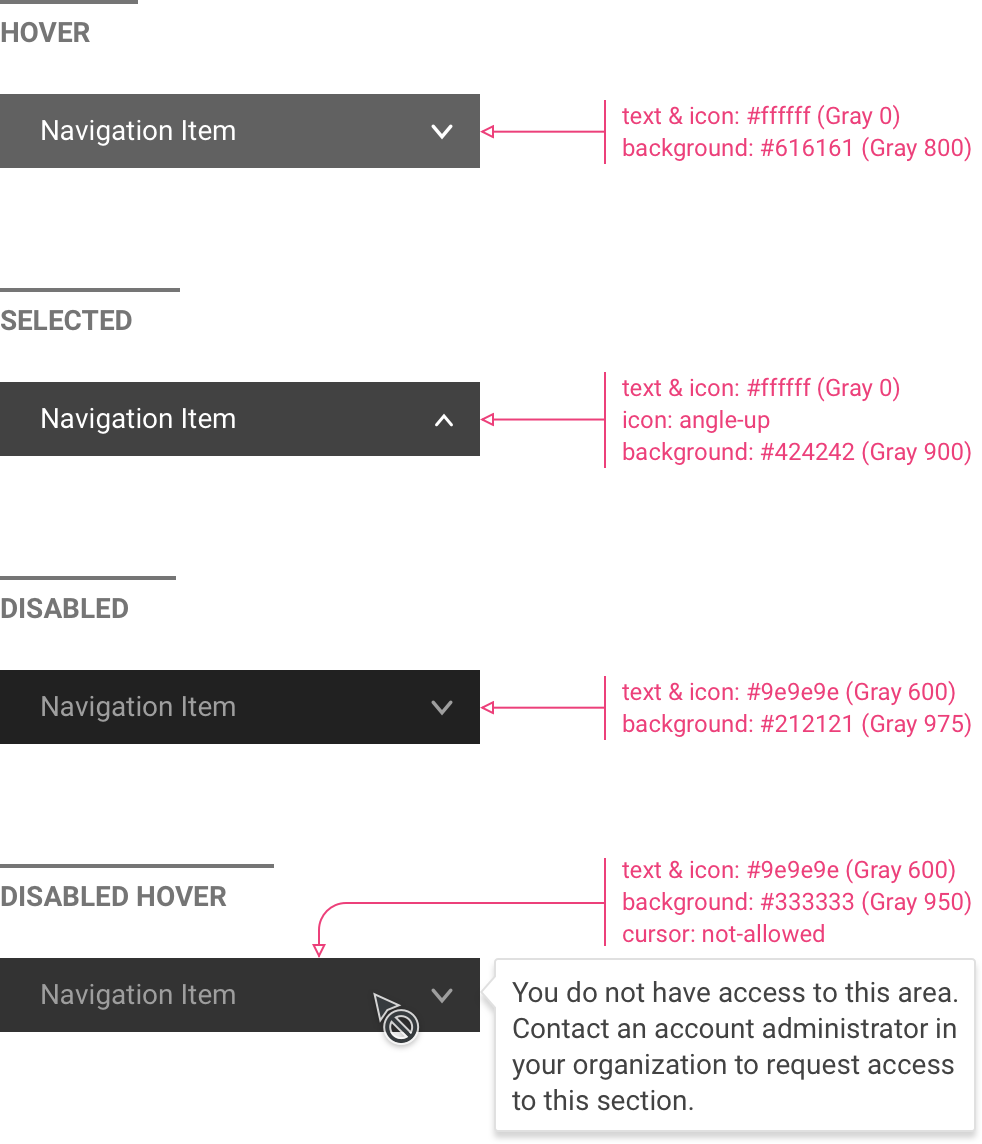 HOVER
Navigation Item
text & icon: #ffffff (Gray 0)
background: #616161 (Gray 800)
SELECTED
Navigation Item
text & icon: #ffffff (Gray 0)
icon: angle-up
background: #424242 (Gray 900)
DISABLED
Navigation Item
text & icon: #9e9e9e (Gray 600)
background: #212121 (Gray 975)
DISABLED HOVER
text & icon: #9e9e9e (Gray 600)
background: #333333 (Gray 950)
cursor: not-allowed
Navigation Item
You do not have access to this area.
Contact an account administrator in
your organization to request access
to this section.